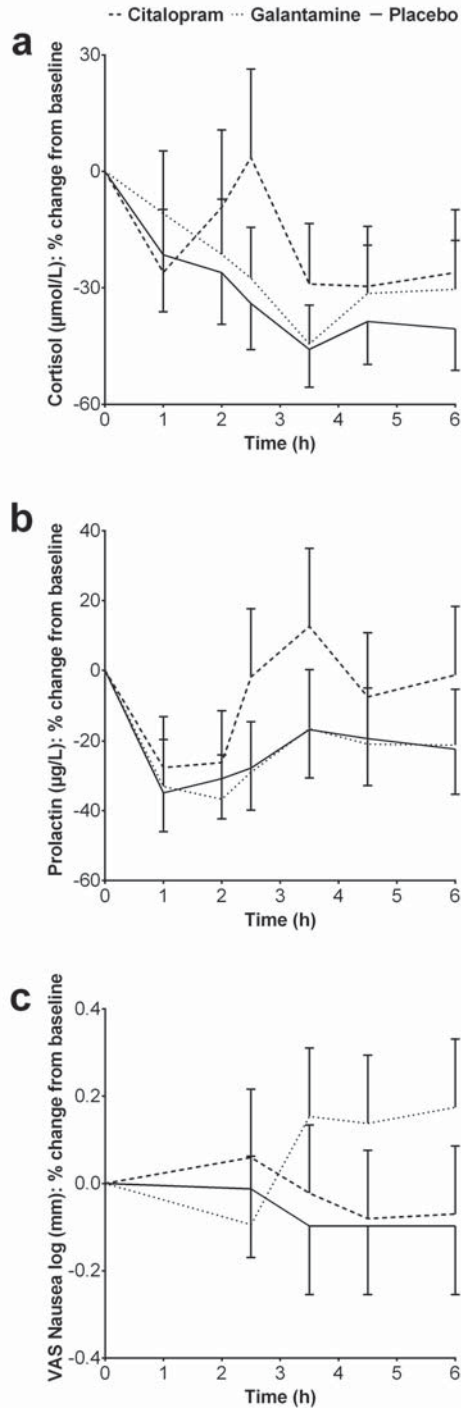 Citalopram Galantamine Placebo
a
Cortisol (µmol/L): % change from baseline
30
0
-30
-60
0 1 2 3 4 5 6
Time (h)
b
Prolactin (µg/L): % change from baseline
40
20
0
-20
-40
-60
0 1 2 3 4 5 6
Time (h)
c
VAS Nausea log (mm): % change from baseline
0.4
0.2
0.0
-0.2
-0.4
0 1 2 3 4 5 6
Time (h)